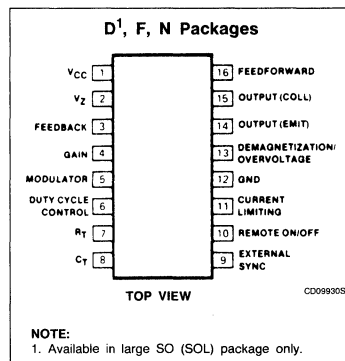 D1, F, N Packages
VCC 1
VZ 2
FEEDBACK 3
GAIN 4
MODULATOR 5
DUTY CYCLE
CONTROL 6
RT 7
CT 8
16 FEEDFORWARD
15 OUTPUT (COLL)
14 OUTPUT (EMIT)
13 DEMAGNETIZATION/
OVERVOLTAGE
12 GND
11 CURRENT
LIMITING
10 REMOTE ON/OFF
9 EXTERNAL
SYNC
TOP VIEW
CD09930S
NOTE:
1. Available in large SO (SOL) package only.